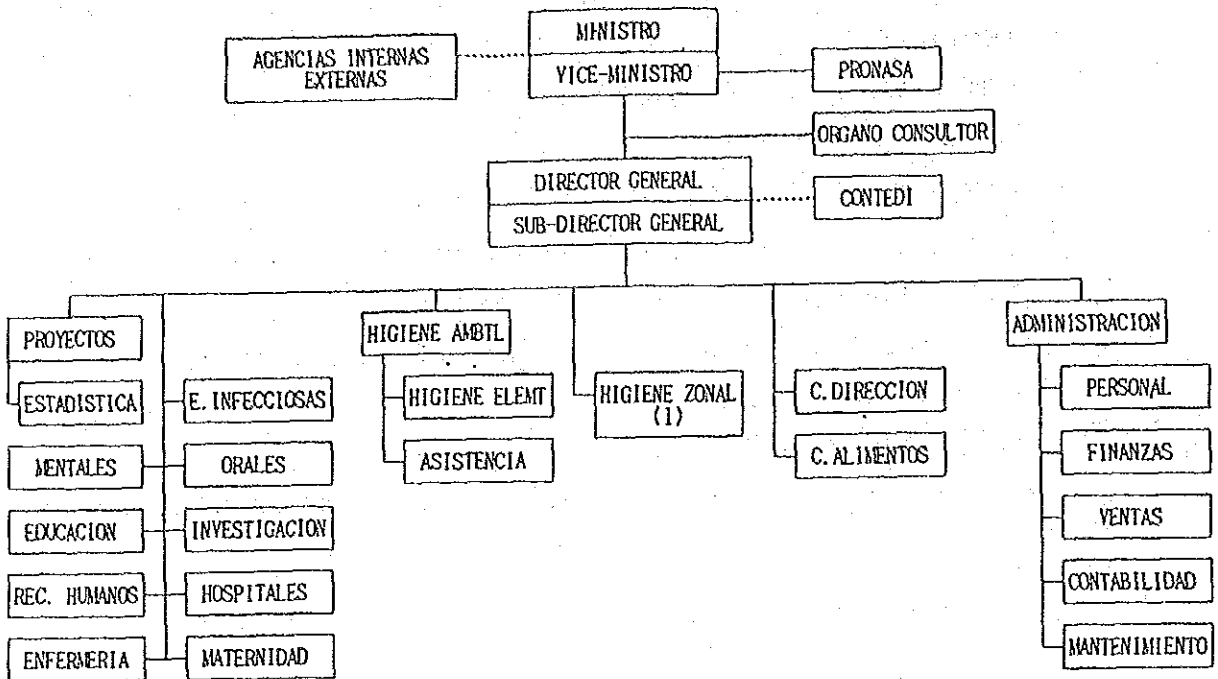 MINISTRO
AGENCIAS INTERNAS
EXTERNAS
VICE-MINISTRO
PRONASA
ORGANO CONSULTOR
DIRECTOR GENERAL
CONTEDI
SUB-DIRECTOR GENERAL
PROYECTOS
HIGIENE AMBTL
ADMINISTRACION
ESTADISTICA
E. INFECCIOSAS
HIGIENE ELEMT
HIGIENE ZONAL
(1)
C. DIRECCION
PERSONAL
MENTALES
ORALES
ASISTENCIA
C. ALIMENTOS
FINANZAS
EDUCACION
INVESTIGACION
VENTAS
REC. HUMANOS
HOSPITALES
CONTABILIDAD
ENFERMERIA
MATERNIDAD
MANTENIMIENTO